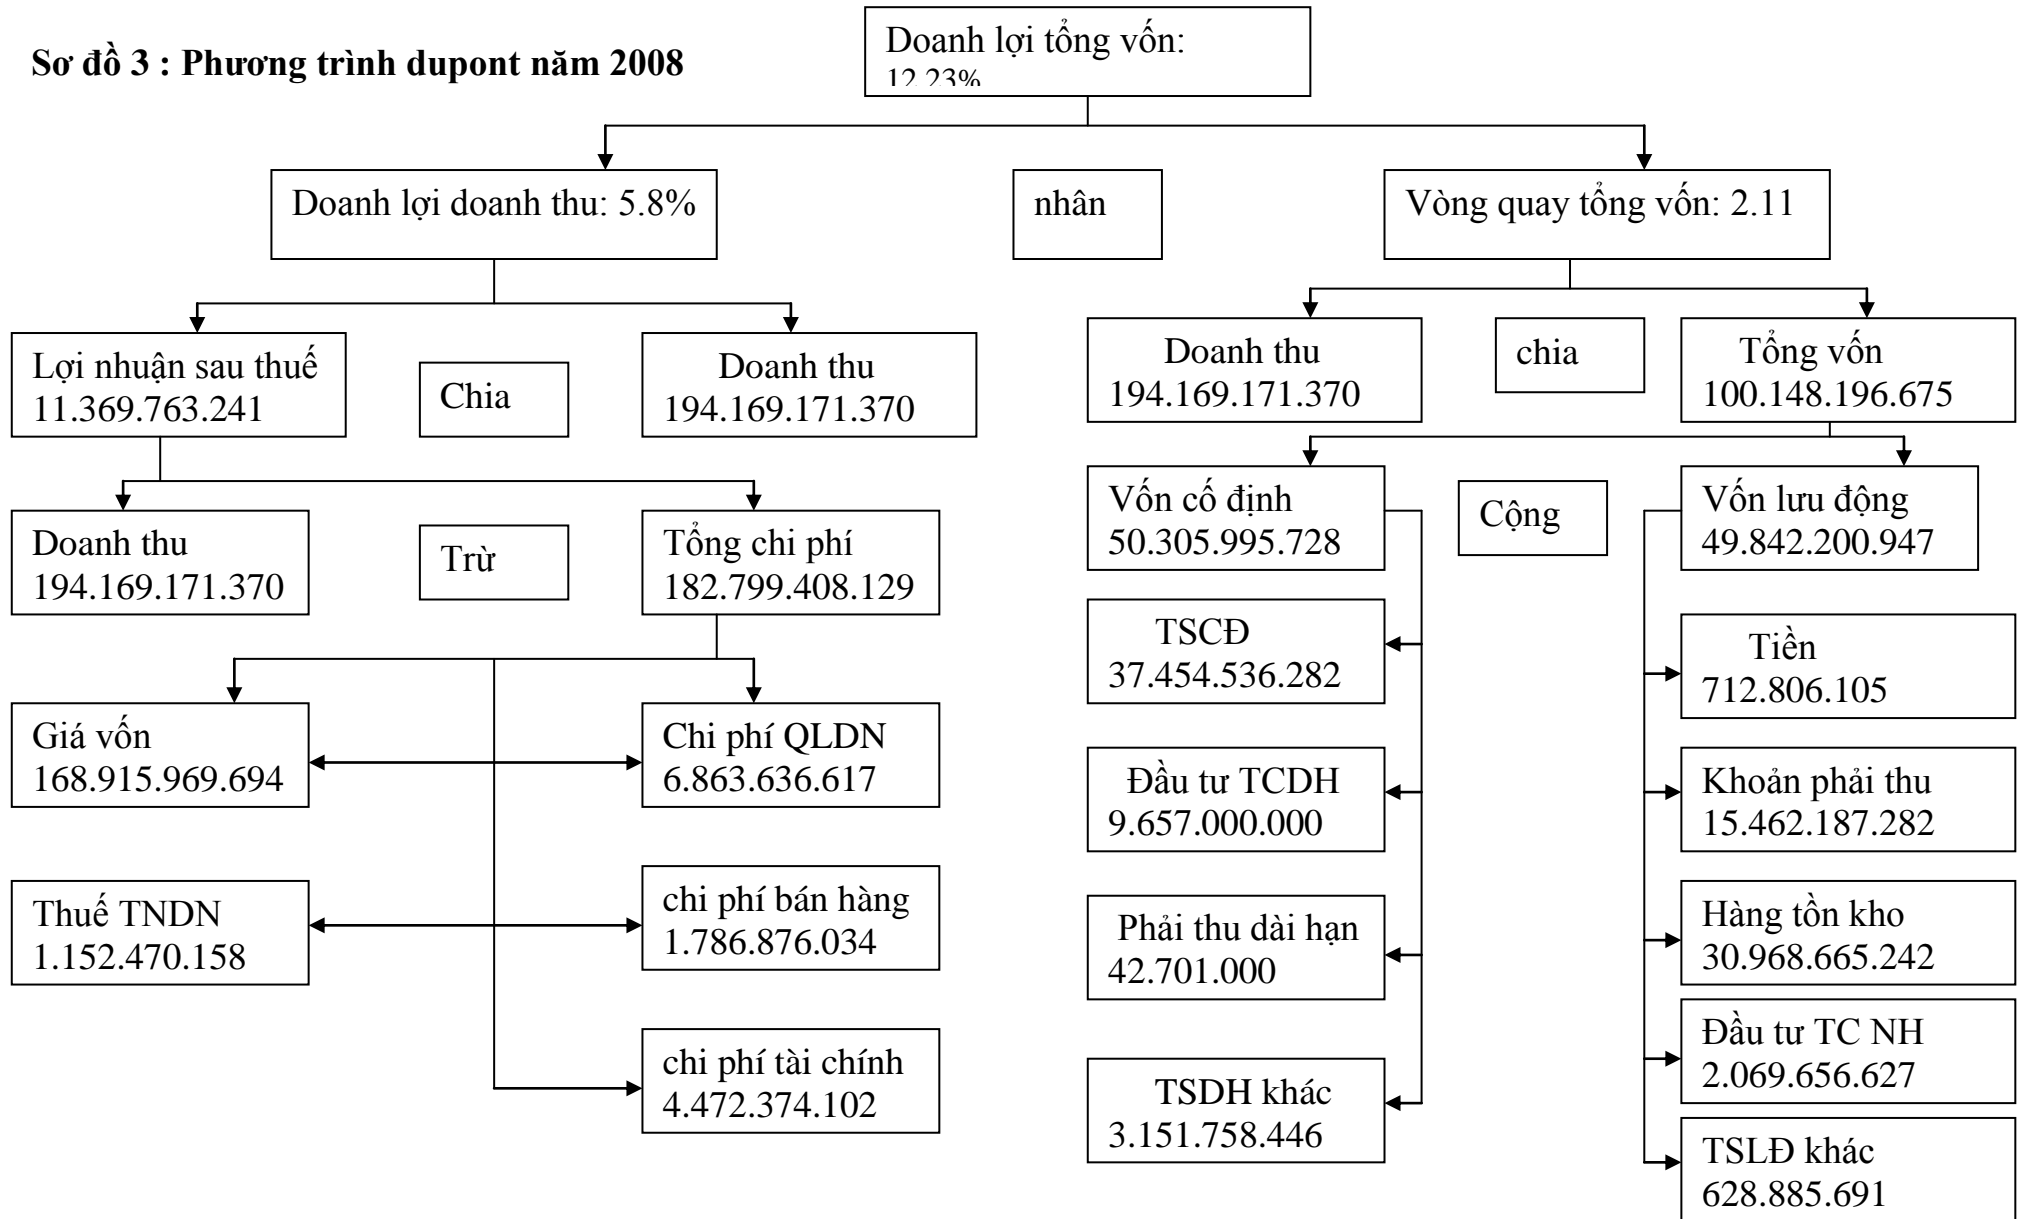 Doanh lợi tổng vốn:
12.23%
Sơ đồ 3 : Phương trình dupont năm 2008
Doanh lợi doanh thu: 5.8%
nhân
Vòng quay tổng vốn: 2.11
Lợi nhuận sau thuế
11.369.763.241
Chia
Doanh thu
194.169.171.370
Doanh thu
194.169.171.370
chia
Tổng vốn
100.148.196.675
Doanh thu
194.169.171.370
Trừ
Tổng chi phí
182.799.408.129
Vốn cố định
50.305.995.728
Cộng
Vốn lưu động
49.842.200.947
TSCĐ
37.454.536.282
Tiền
712.806.105
Giá vốn
168.915.969.694
Chi phí QLDN
6.863.636.617
Đầu tư TCDH
9.657.000.000
Khoản phải thu
15.462.187.282
Thuế TNDN
1.152.470.158
chi phí bán hàng
1.786.876.034
Phải thu dài hạn
42.701.000
Hàng tồn kho
30.968.665.242
chi phí tài chính
4.472.374.102
TSDH khác
3.151.758.446
Đầu tư TC NH
2.069.656.627
TSLĐ khác
628.885.691